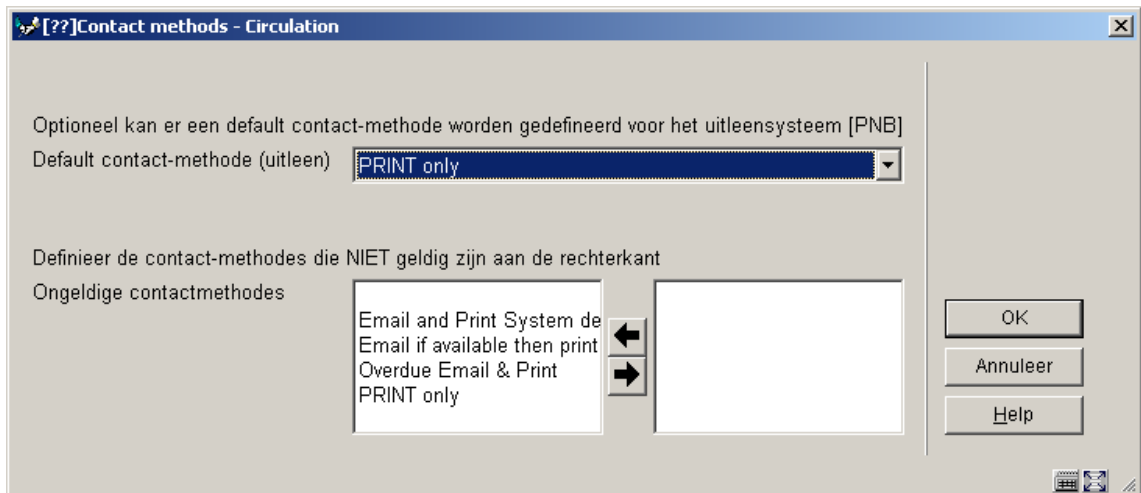 [??]Contact methods - Circulation
Optioneel kan er een default contact-methode worden gedefineerd voor het uitleensysteem [PNB]
Default contact-methode (uitleen)
PRINT only
Definieer de contact-methodes die NIET geldig zijn aan de rechterkant
Ongeldige contactmethodes
Email and Print System de
Email if available then print
Overdue Email & Print
PRINT only
OK
Annuleer
Help